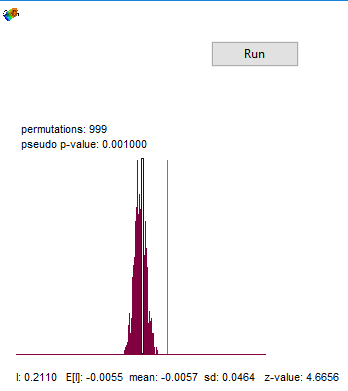 Run
permutations: 999
pseudo p-value: 0.001000
I: 0.2110 E[I]: -0.0055 mean: -0.0057 sd: 0.0464 z-value: 4.6656